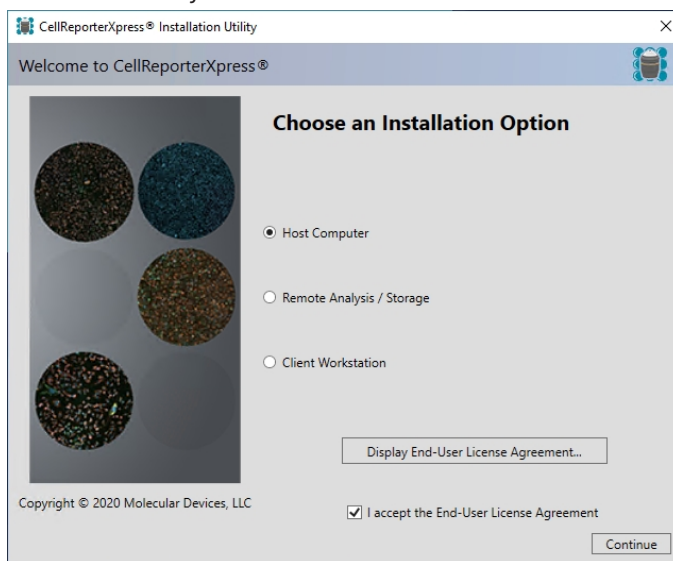 CellReporterXpress® Installation Utility
Welcome to CellReporterXpress®
Choose an Installation Option
Host Computer
Remote Analysis / Storage
Client Workstation
Display End-User License Agreement...
Copyright © 2020 Molecular Devices, LLC
I accept the End-User License Agreement
Continue